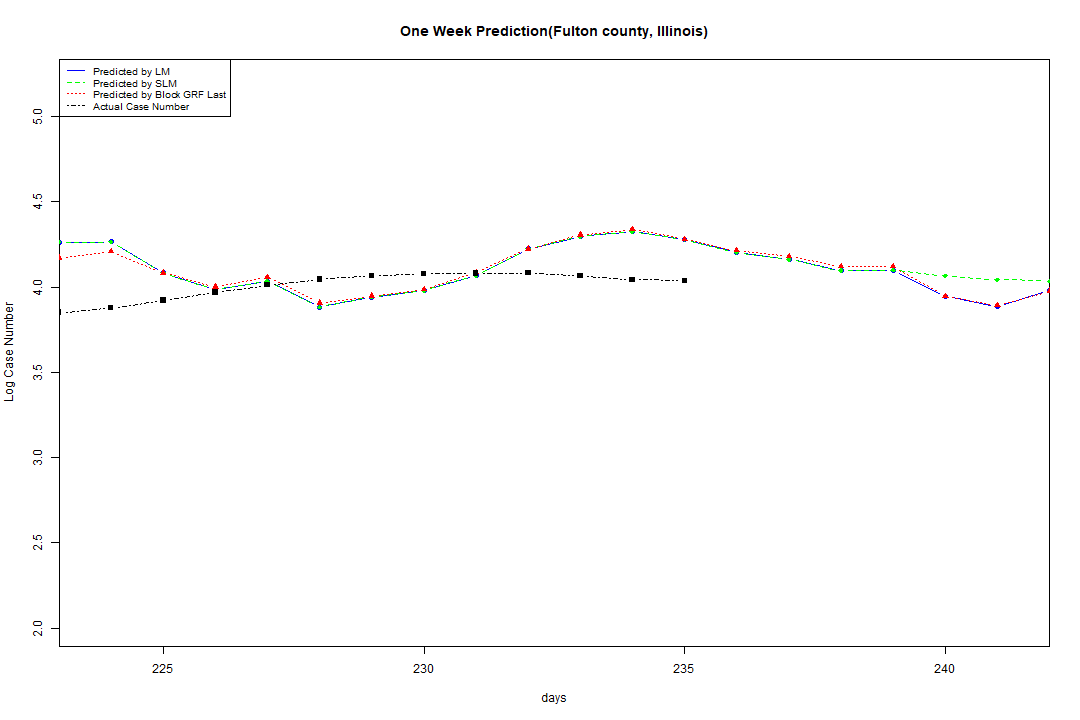 One Week Prediction(Fulton county, Illinois)
Predicted by LM
Predicted by SLM
Predicted by Block GRF Last
Actual Case Number
5.0
4.5
4.0
3.5
3.0
2.5
2.0
Log Case Number
225
230
235
240
days